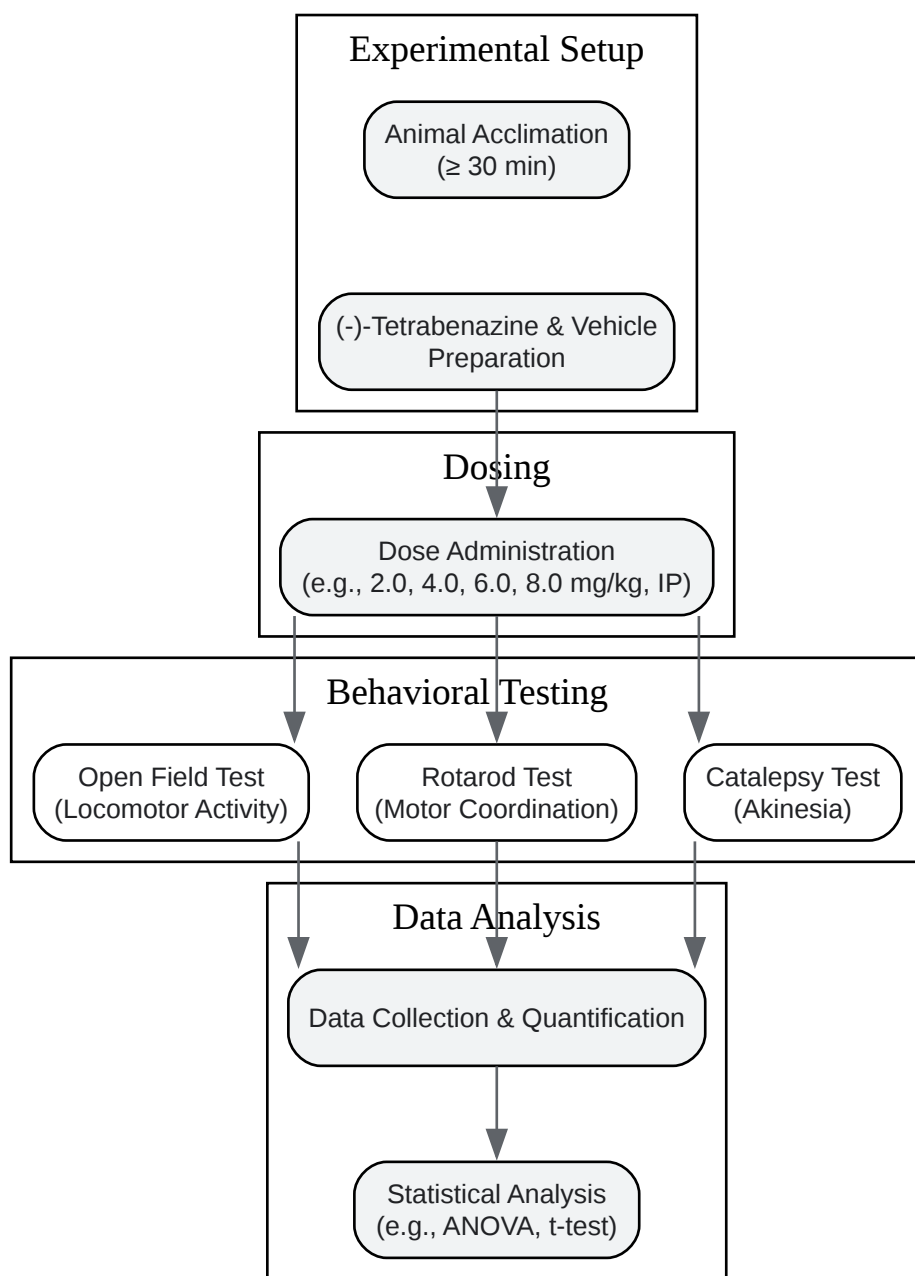 Experimental Setup
Animal Acclimation
(≥ 30 min)
(-)-Tetrabenazine & Vehicle
Preparation
Dosing
Dose Administration
(e.g., 2.0, 4.0, 6.0, 8.0 mg/kg, IP)
Behavioral Testing
Open Field Test
(Locomotor Activity)
Rotarod Test
(Motor Coordination)
Catalepsy Test
(Akinesia)
Data Analysis
Data Collection & Quantification
Statistical Analysis
(e.g., ANOVA, t-test)